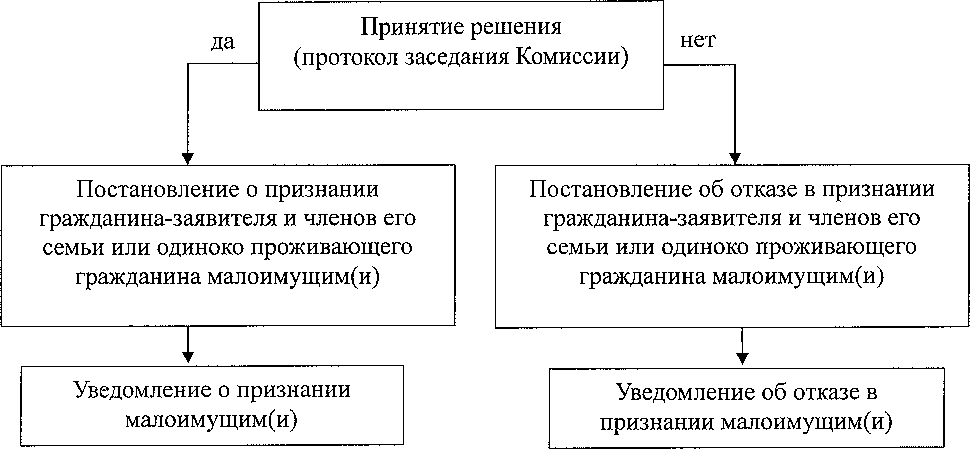 Принятие решения
(протокол заседания Комиссии)
да
нет
Постановление о признании
гражданина-заявителя и членов его
семьи или одиноко проживающего
гражданина малоимущим(и)
Постановление об отказе в признании
гражданина-заявителя и членов его
семьи или одиноко проживающего
гражданина малоимущим(и)
Уведомление о признании
малоимущим(и)
Уведомление об отказе в
признании малоимущим(и)